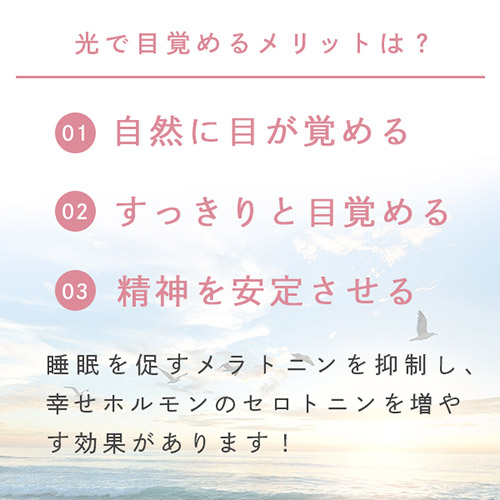 光で目覚めるメリットは？
01 自然に目が覚める
02 すっきりと目覚める
03 精神を安定させる
睡眠を促すメラトニンを抑制し、
幸せホルモンのセロトニンを増や
す効果があります！